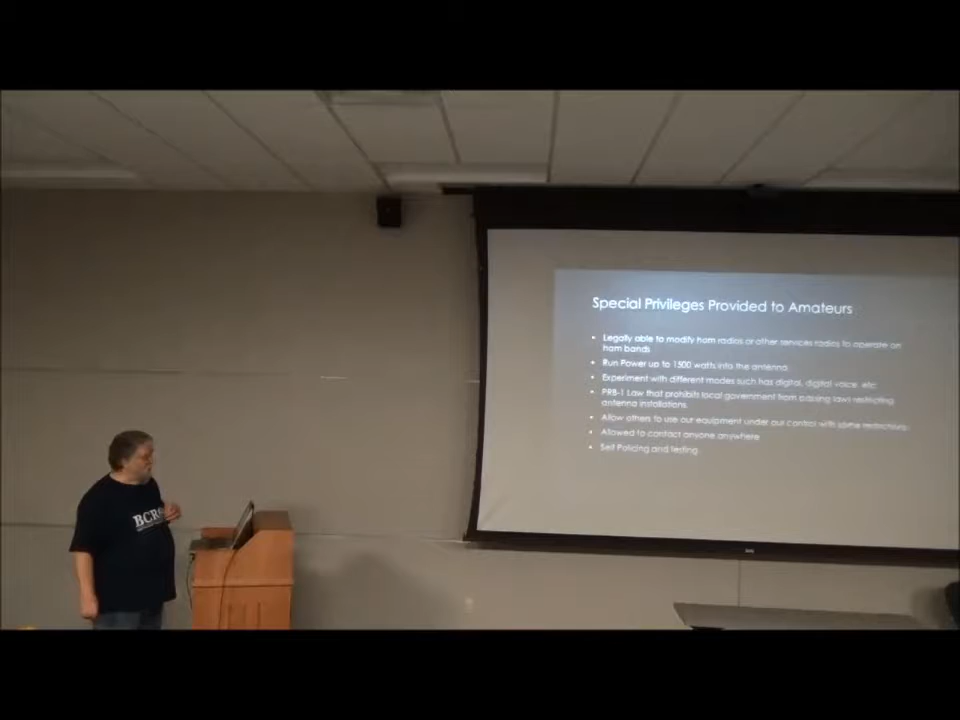 Special Privileges Provided to Amateurs
• Legally able to modify ham radios or other services radios to operate on
ham bands
• Run Power up to 1500 watts into the antenna
• Experiment with different modes such has digital, digital voice, etc
• PRB-1 Law that prohibits local government from passing laws restricting
antenna installations.
• Allow others to use our equipment under our control with some restrictions.
• Allowed to contact anyone anywhere
• Self Policing and testing